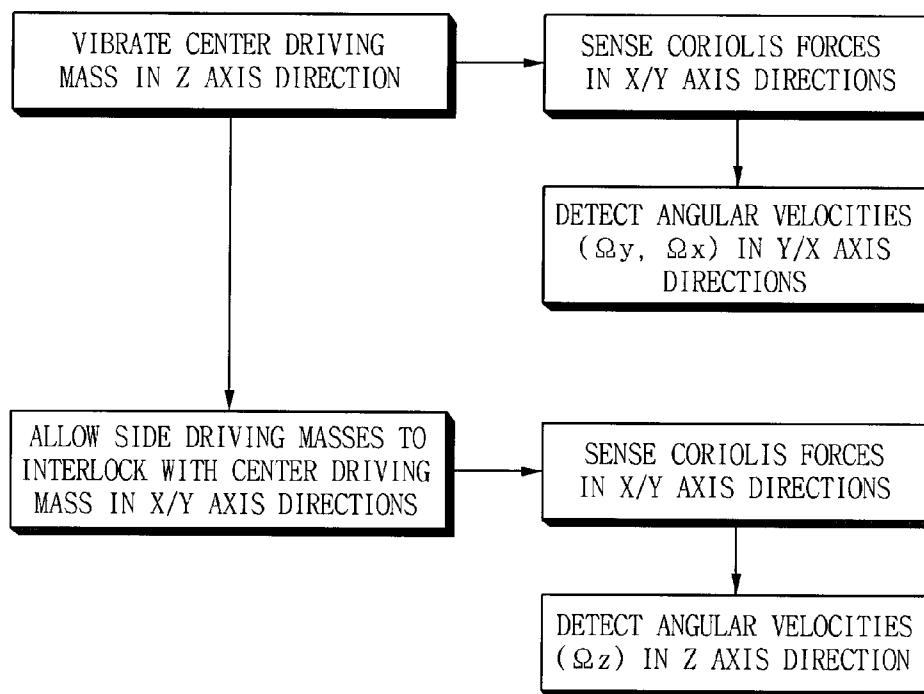 VIBRATE CENTER DRIVING
MASS IN Z AXIS DIRECTION
SENSE CORIOLIS FORCES
IN X/Y AXIS DIRECTIONS
DETECT ANGULAR VELOCITIES
(Ωy, Ωx) IN Y/X AXIS
DIRECTIONS
ALLOW SIDE DRIVING MASSES TO
INTERLOCK WITH CENTER DRIVING
MASS IN X/Y AXIS DIRECTIONS
SENSE CORIOLIS FORCES
IN X/Y AXIS DIRECTIONS
DETECT ANGULAR VELOCITIES
(Ωz) IN Z AXIS DIRECTION